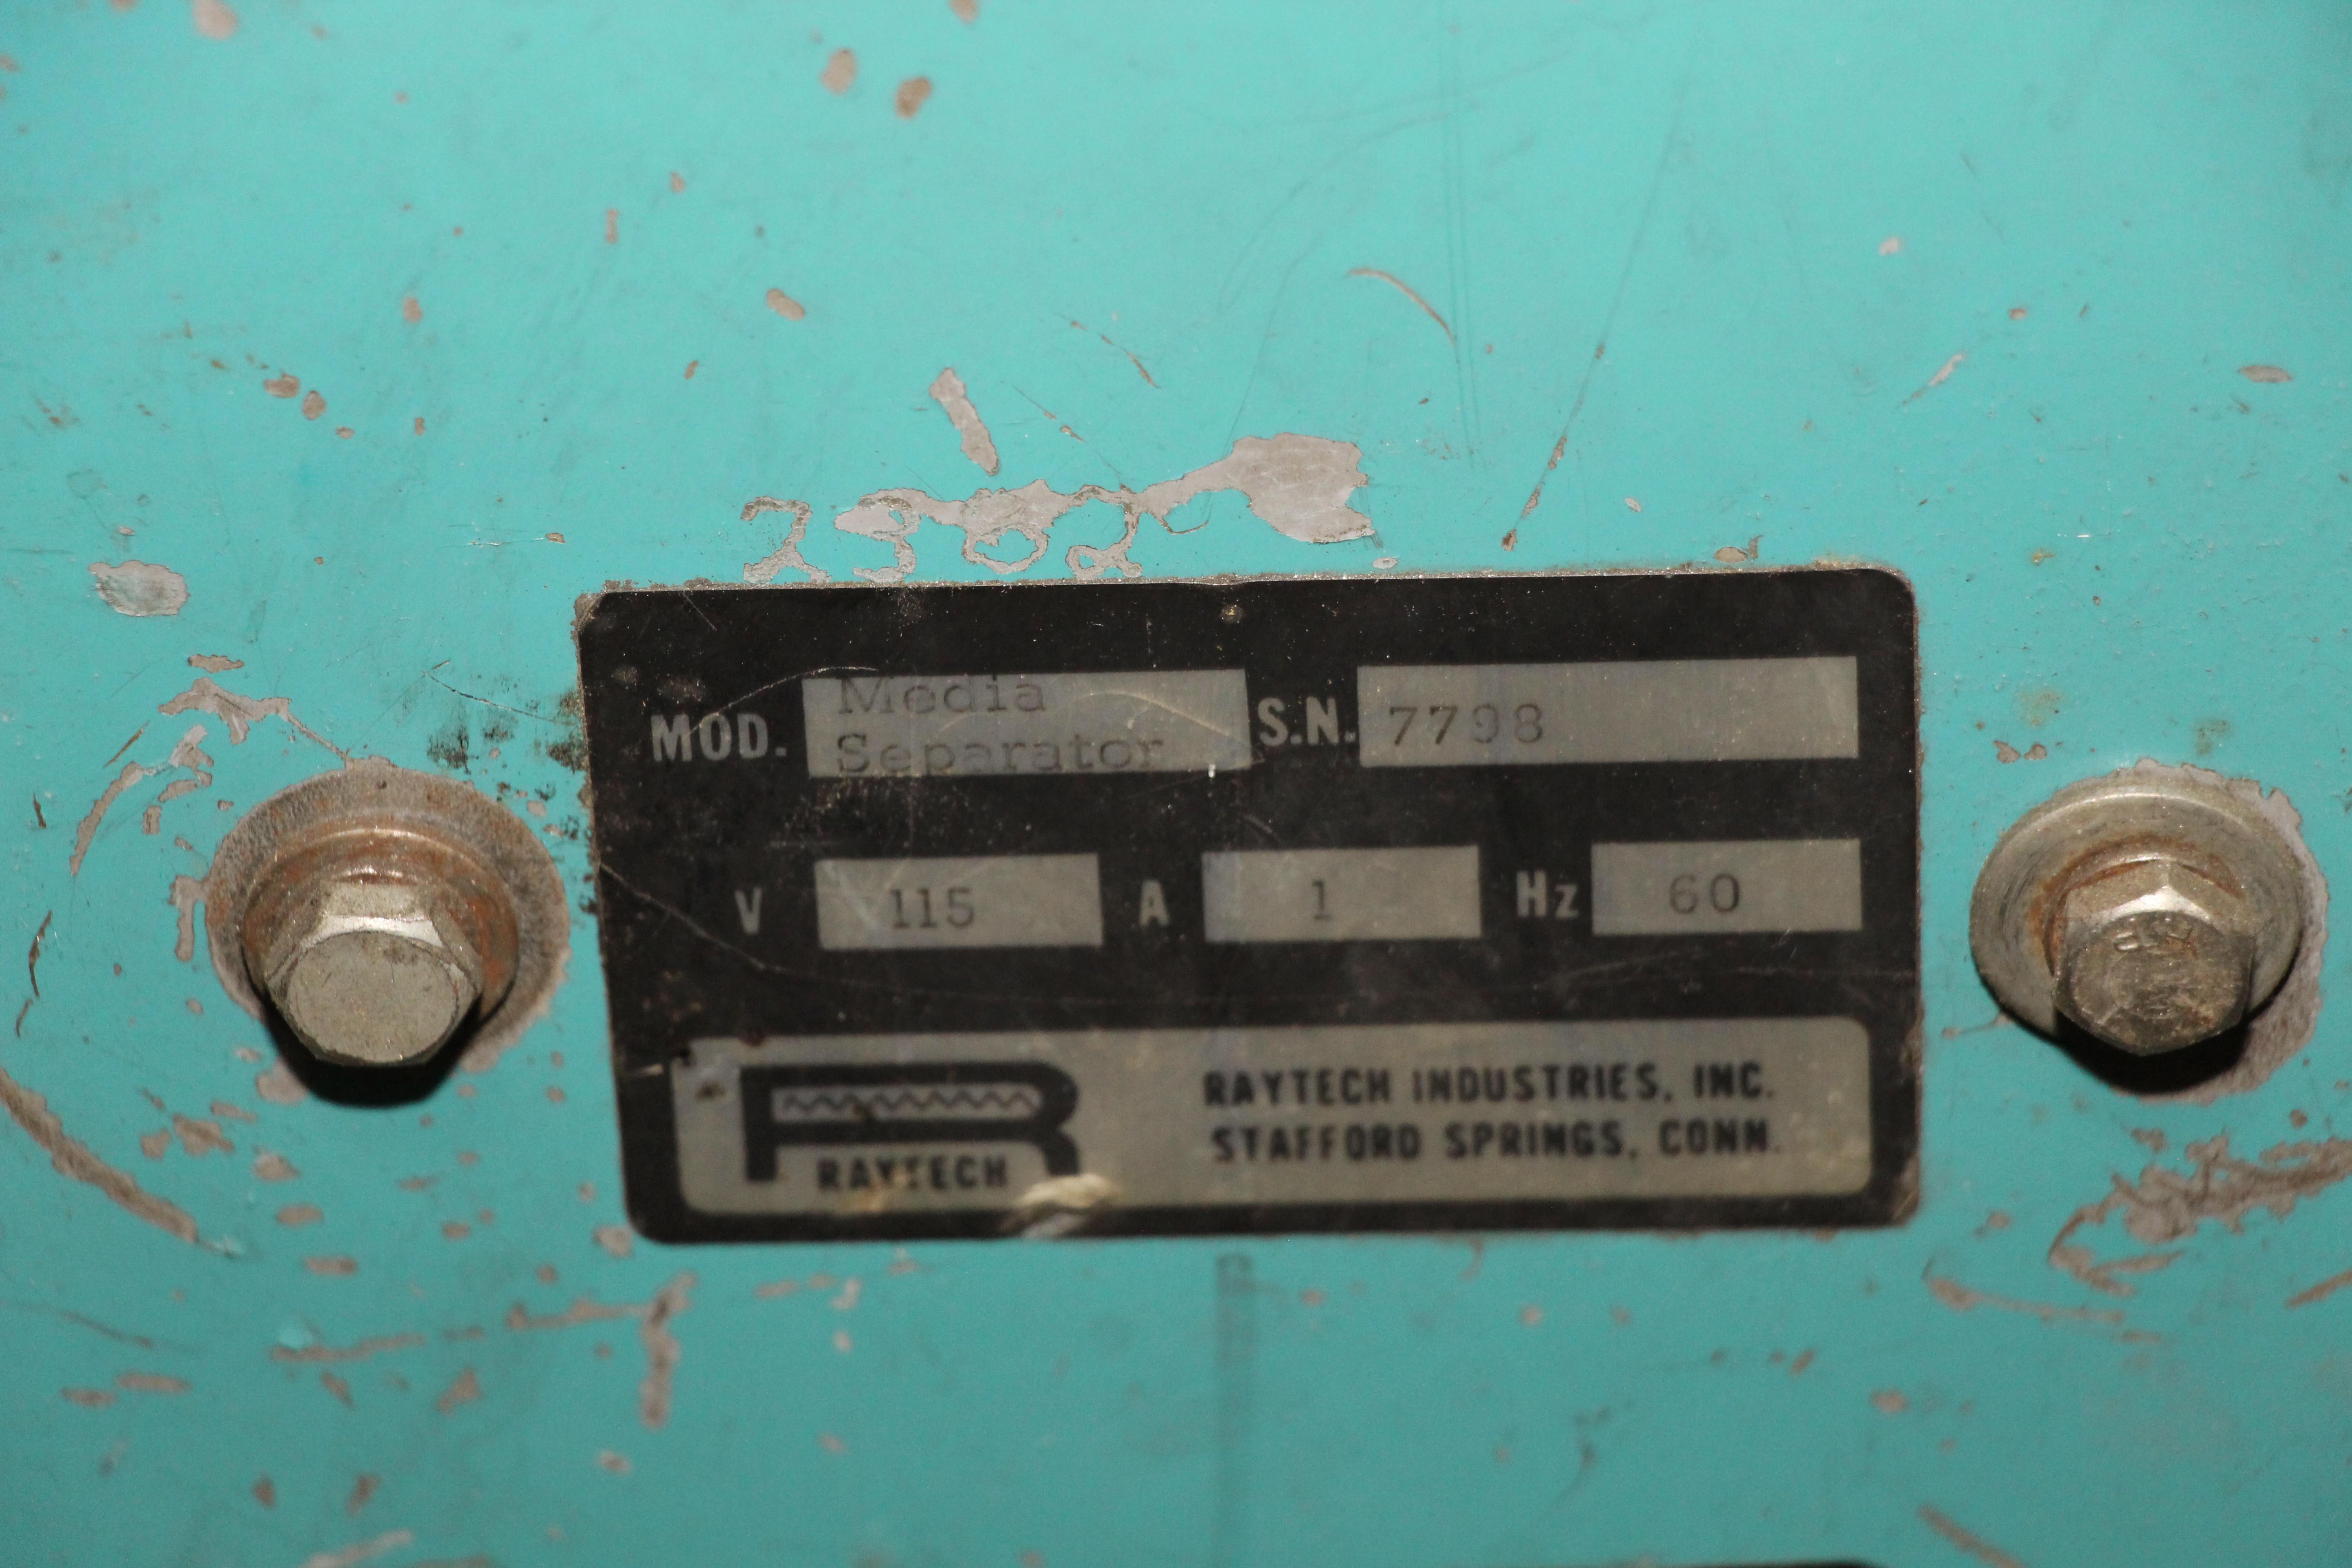 MOD. Media Separator S.N. 7798
V 115 A 1 Hz 60
RAYTECH INDUSTRIES, INC.
STAFFORD SPRINGS, CONN.
RAYTECH